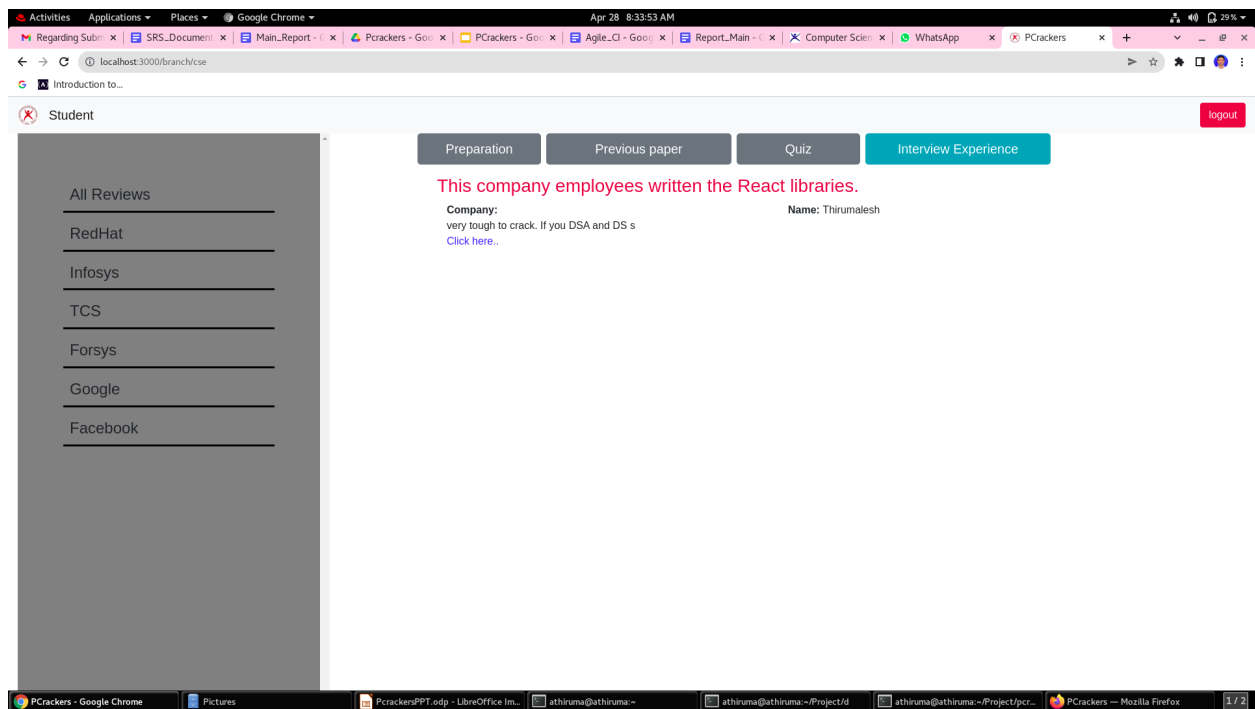 Activities Applications Places Google Chrome Apr 28 8:33:53 AM 29%
Regarding Subm SRS_Document Main_Report - Pcrackers - Goo PCrackers - Goo Agile_CI - Goog Report_Main - Computer Scien WhatsApp PCrackers
localhost:3000/branch/cse
Introduction to...
Student logout
Preparation Previous paper Quiz Interview Experience
This company employees written the React libraries.
Company: Name: Thirumalesh
very tough to crack. If you DSA and DS s
Click here..
All Reviews
RedHat
Infosys
TCS
Forsys
Google
Facebook
PCrackers - Google Chrome Pictures PcrackersPPT.odp - LibreOffice Im... athiruma@athiruma:~ athiruma@athiruma:~/Project/d athiruma@athiruma:~/Project/pcr... PCrackers — Mozilla Firefox 1 / 2